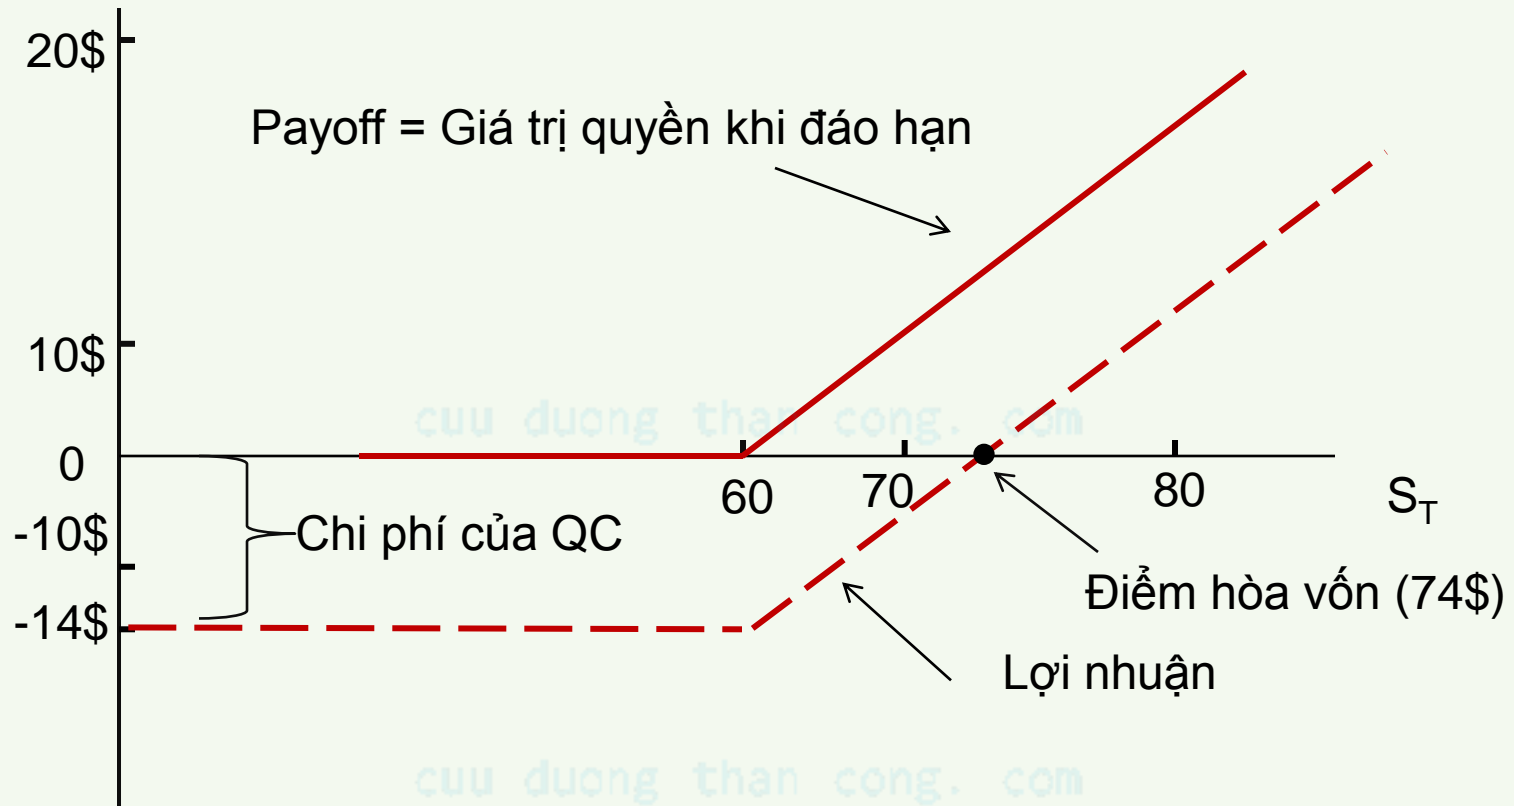 20$
Payoff = Giá trị quyền khi đáo hạn
10$
cuu duong than cong. com
0
60
70
80
S_T
-10$
Chi phí của QC
Điểm hòa vốn (74$)
-14$
Lợi nhuận
cuu duong than cong. com